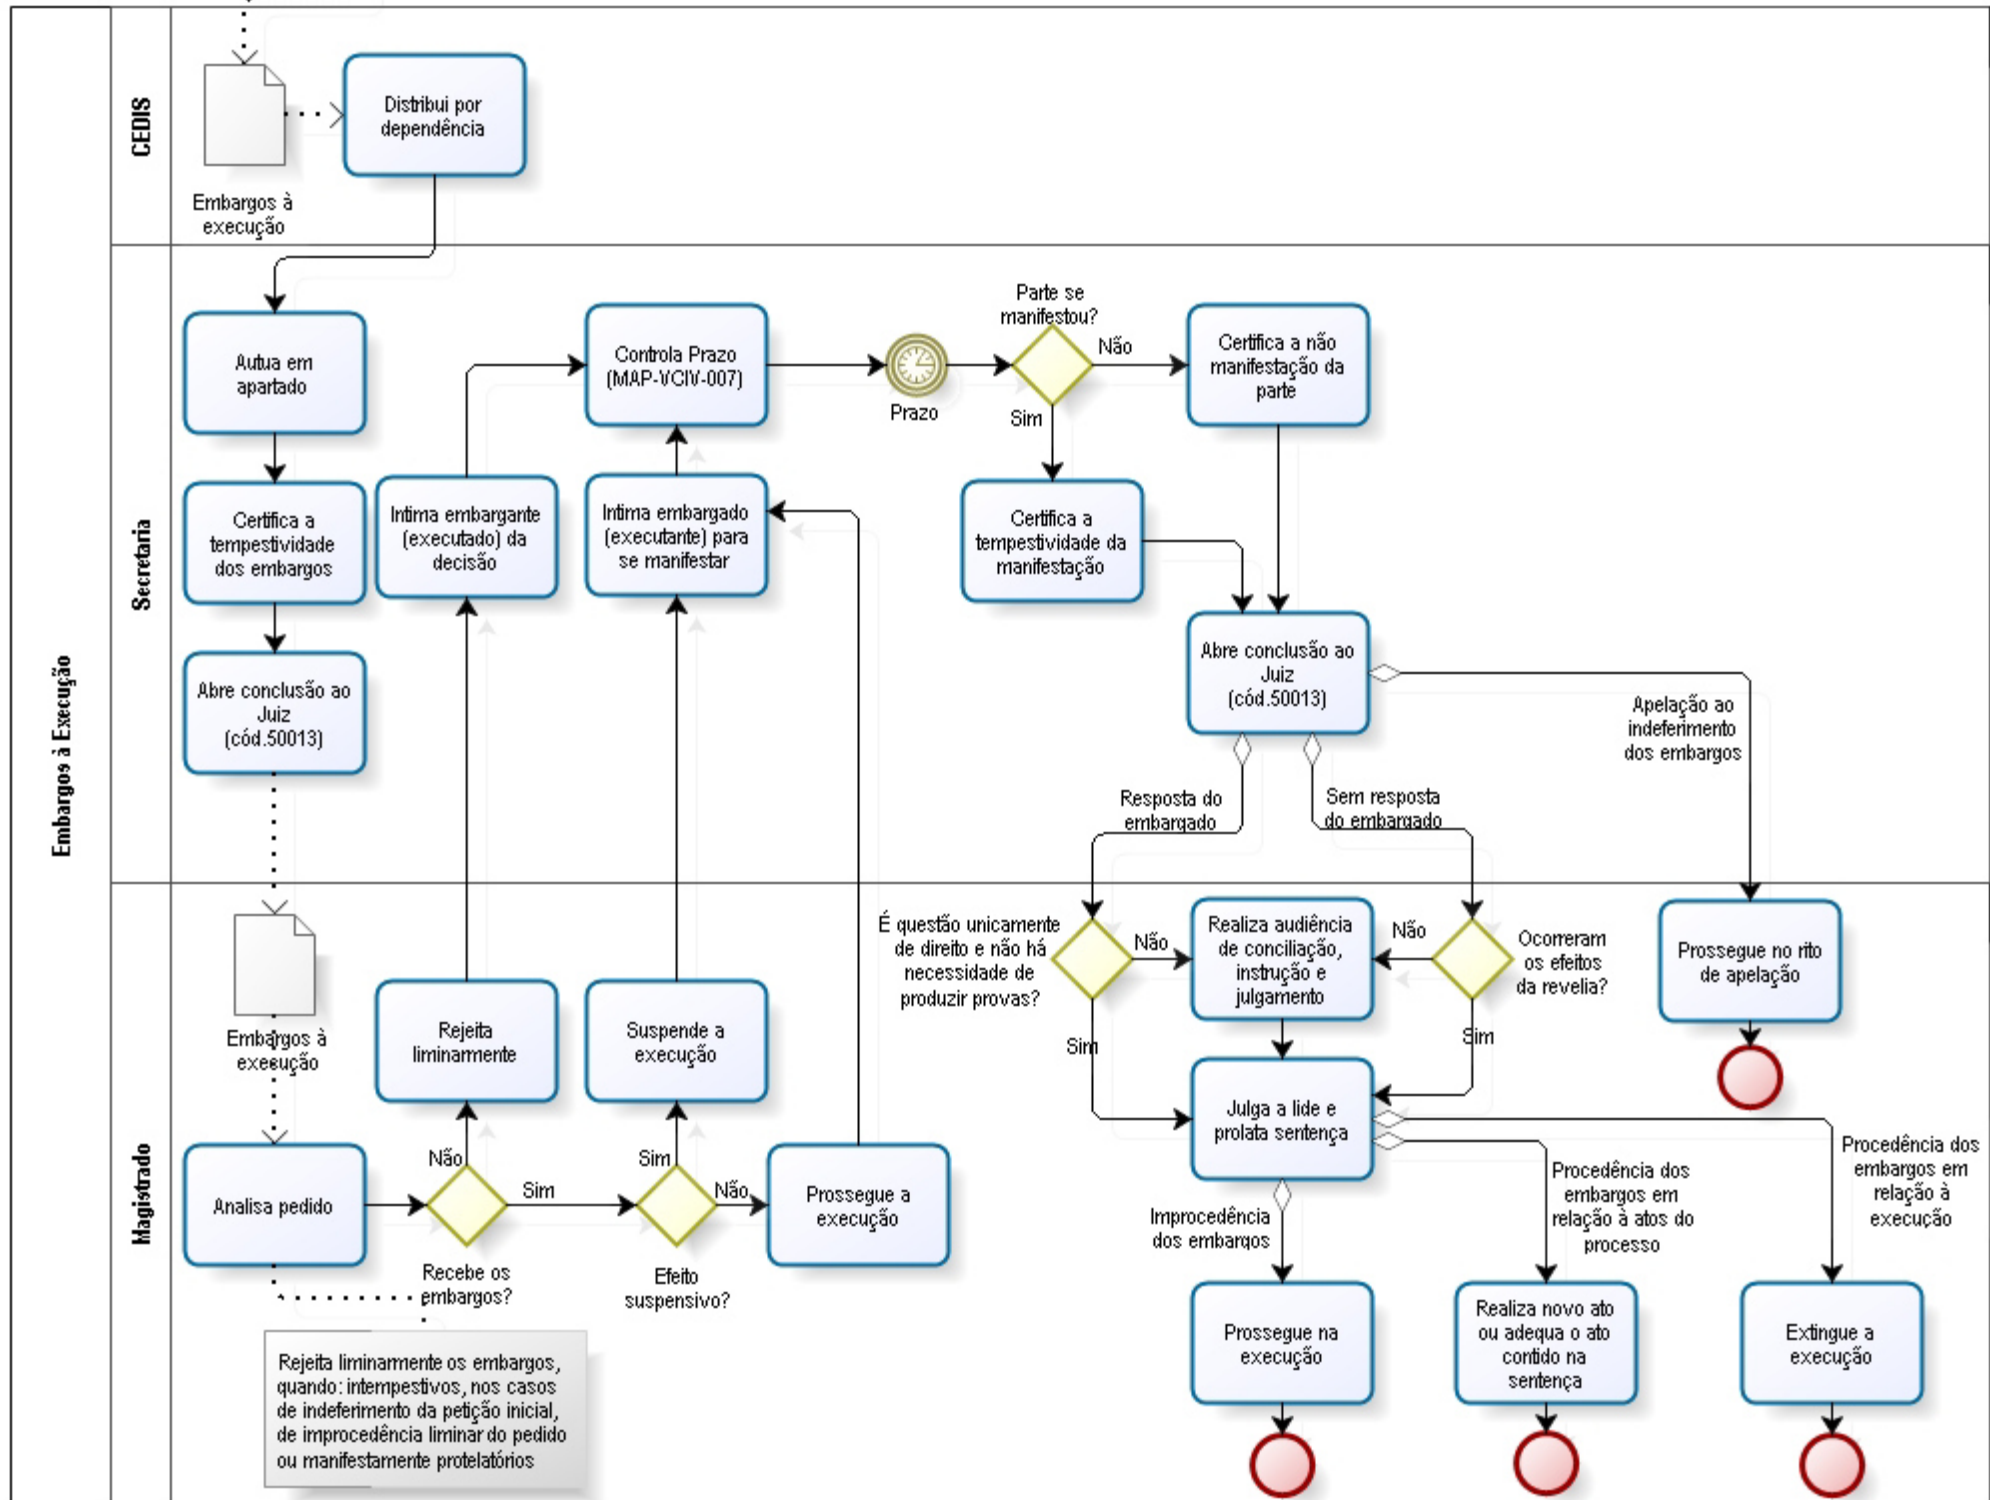 Embargos à Execução
CEDIS
Embargos à
execução
Distribui por
dependência
Secretaria
Autua em
apartado
Certifica a
tempestividade
dos embargos
Abre conclusão ao
Juiz
(cód.50013)
Intima embargante
(executado) da
decisão
Controla Prazo
(MAP-VCIV-007)
Intima embargado
(executante) para
se manifestar
Prazo
Parte se
manifestou?
Não
Sim
Certifica a não
manifestação da
parte
Certifica a
tempestividade da
manifestação
Abre conclusão ao
Juiz
(cód.50013)
Apelação ao
indeferimento
dos embargos
Resposta do
embargado
Sem resposta
do embargado
Magistrado
Embargos à
execução
Analisa pedido
Rejeita
liminarmente
Não
Sim
Recebe os
embargos?
Suspende a
execução
Sim
Não
Efeito
suspensivo?
Prossegue a
execução
Rejeita liminarmente os embargos,
quando: intempestivos, nos casos
de indeferimento da petição inicial,
de improcedência liminar do pedido
ou manifestamente protelatórios
É questão unicamente
de direito e não há
necessidade de
produzir provas?
Não
Sim
Realiza audiência
de conciliação,
instrução e
julgamento
Não
Sim
Ocorreram
os efeitos
da revelia?
Prossegue no rito
de apelação
Julga a lide e
prolata sentença
Improcedência
dos embargos
Procedência dos
embargos em
relação à atos do
processo
Procedência dos
embargos em
relação à
execução
Prossegue na
execução
Realiza novo ato
ou adequa o ato
contido na
sentença
Extingue a
execução